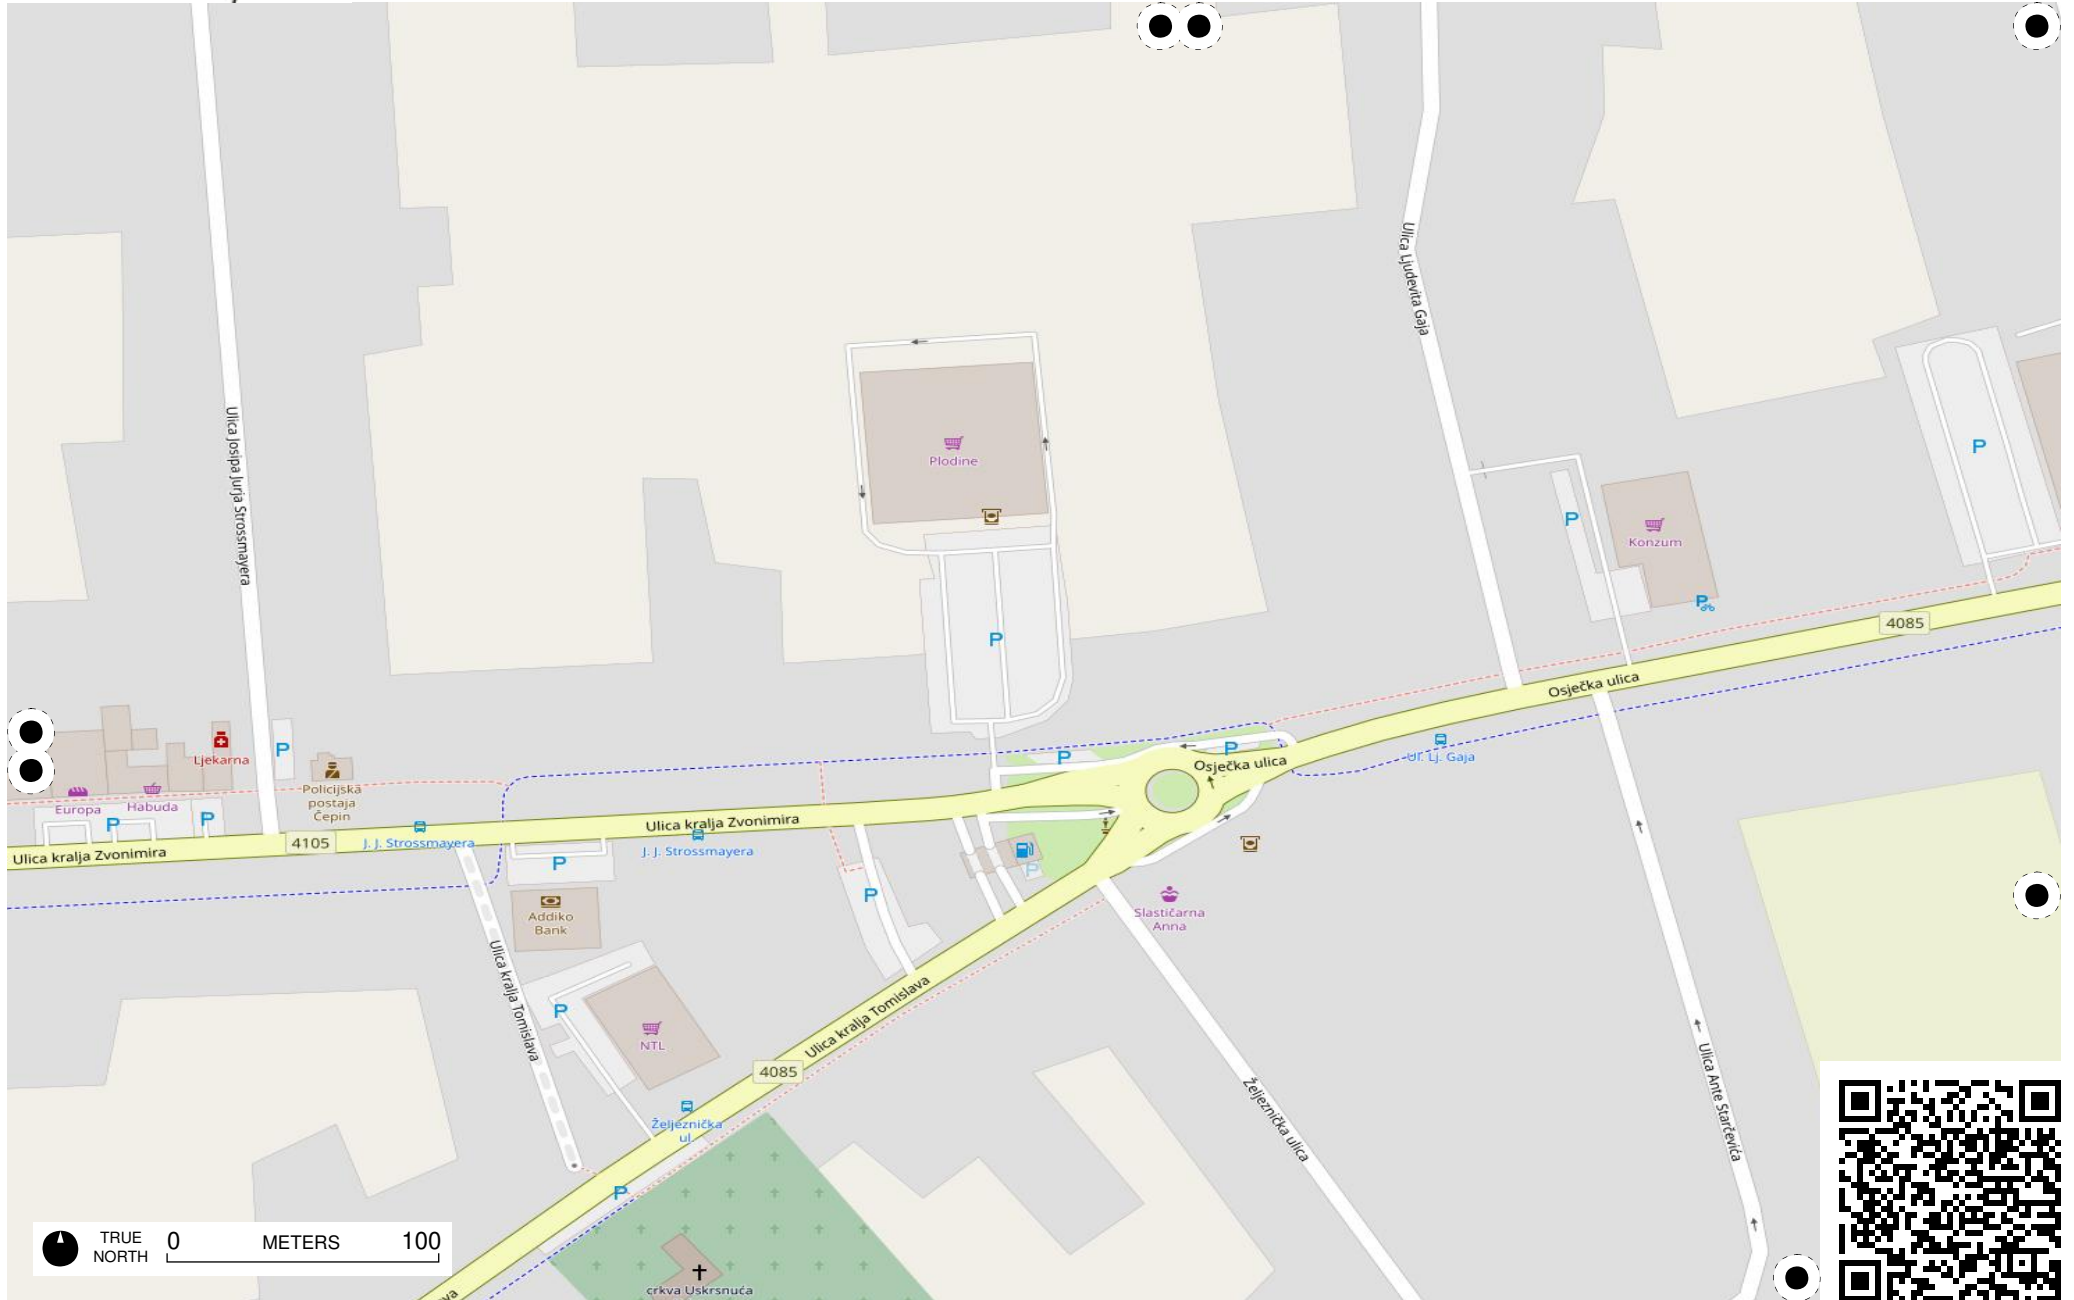 Ulica Ljudevita Gaja
Ulica Josipa Jurja Strossmayera
Plodine
P
P
Konzum
P
P
4085
P
Osječka ulica
Ljekarna
P
Policijska
postaja
Čepin
P
P
Osječka ulica
Ul. Lj. Gaja
Europa
Habuda
P
P
Ulica kralja Zvonimira
4105
J. J. Strossmayera
Ulica kralja Zvonimira
J. J. Strossmayera
P
P
P
Addiko
Bank
Slastičarna
Anna
Ulica kralja Tomislava
P
NTL
Ulica kralja Tomislava
4085
Željeznička
ul.
Željeznička ulica
Ulica Ante Starčevića
P
crkva Uskrsnuća
va
TRUE
NORTH
0 METERS 100